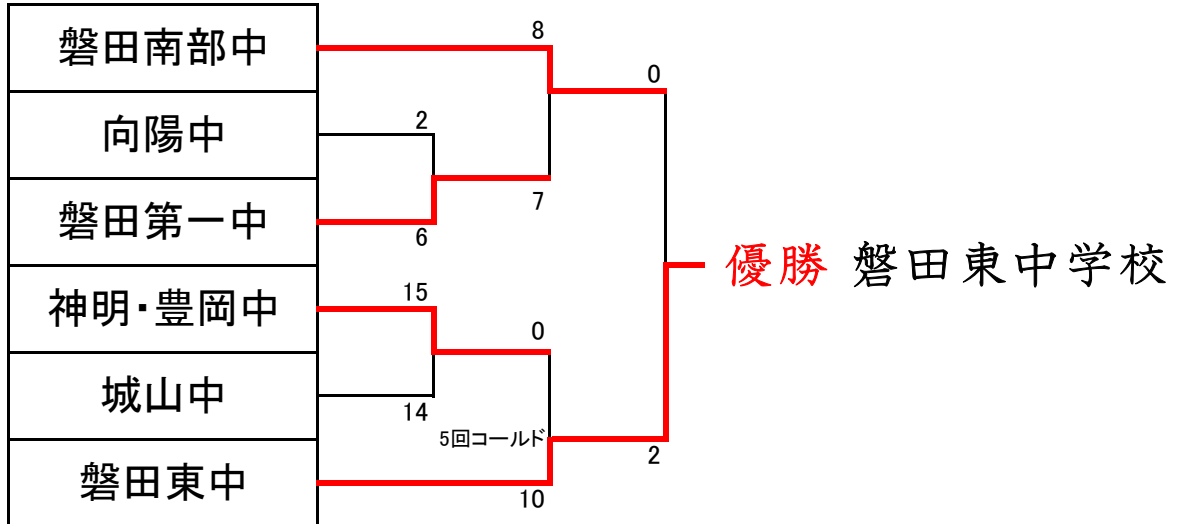 磐田南部中
向陽中
磐田第一中
神明・豊岡中
城山中
磐田東中
8
2
7
6
15
0
14
5回コールド
10
0
2
優勝 磐田東中学校